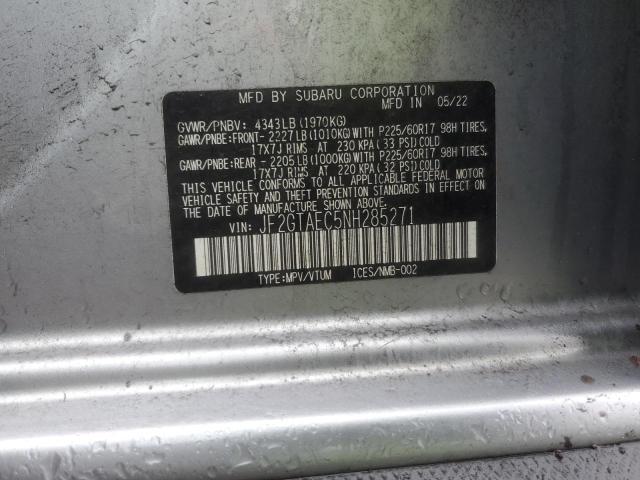 MFD BY SUBARU CORPORATION
MFD IN 05/22
GVWR/PNBV: 4343LB (1970KG)
GAWR/PNBE:FRONT-2227LB(1010KG)WITH P225/60R17 98H TIRES,
17X7J RIMS AT 230 KPA(33 PSI)COLD
GAWR/PNBE:REAR -2205LB(1000KG)WITH P225/60R17 98H TIRES,
17X7J RIMS AT 220 KPA(32 PSI)COLD
THIS VEHICLE CONFORMS TO ALL APPLICABLE FEDERAL MOTOR
VEHICLE SAFETY AND THEFT PREVENTION STANDARDS IN EFFECT
ON THE DATE OF MANUFACTURE SHOWN ABOVE.
VIN: JF2GTAEC5NH285271
TYPE:MPV/VTUM ICES/NMB-002